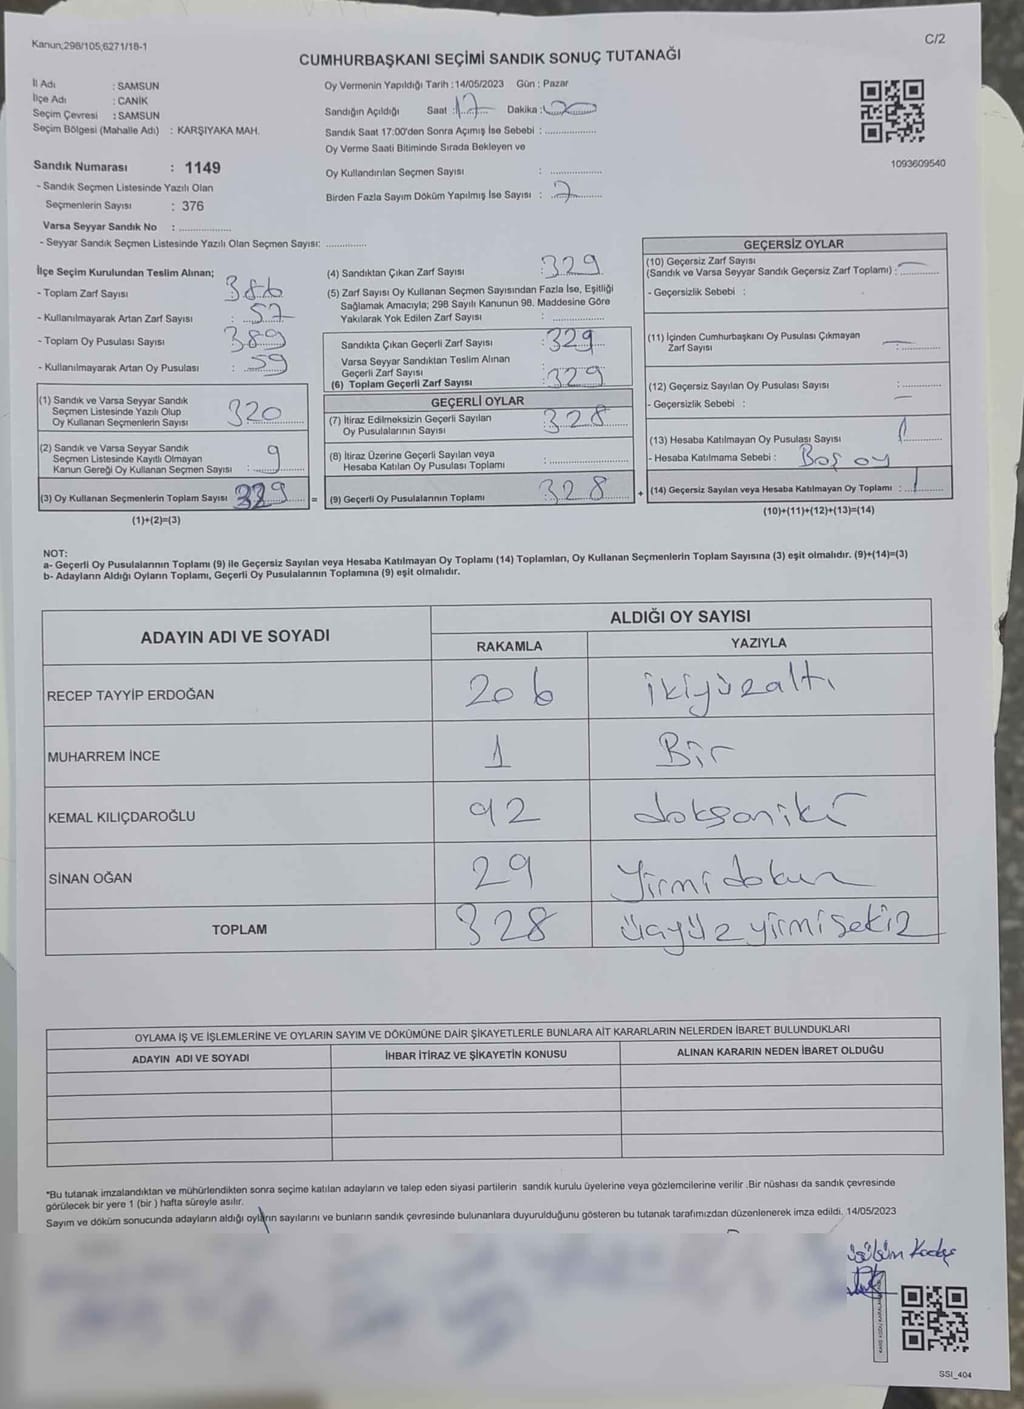 Kanun;298/105,6271/18-1
C/2
CUMHURBAŞKANI SEÇİMİ SANDIK SONUÇ TUTANAĞI
İl Adı : SAMSUN
İlçe Adı : CANİK
Seçim Çevresi : SAMSUN
Seçim Bölgesi (Mahalle Adı) : KARŞIYAKA MAH.
Sandık Numarası : 1149
- Sandık Seçmen Listesinde Yazılı Olan
Seçmenlerin Sayısı : 376
Varsa Seyyar Sandık No : ..................
- Seyyar Sandık Seçmen Listesinde Yazılı Olan Seçmen Sayısı: ..............
Oy Vermenin Yapıldığı Tarih : 14/05/2023 Gün : Pazar
Sandığın Açıldığı Saat : 17 Dakika : 00
Sandık Saat 17:00'den Sonra Açımış İse Sebebi : ..................
Oy Verme Saati Bitiminde Sırada Bekleyen ve
Oy Kullandırılan Seçmen Sayısı : ..................
Birden Fazla Sayım Döküm Yapılmış İse Sayısı :
1093609540
İlçe Seçim Kurulundan Teslim Alınan;
- Toplam Zarf Sayısı 386
- Kullanılmayarak Artan Zarf Sayısı : 57
- Toplam Oy Pusulası Sayısı : 389
- Kullanılmayarak Artan Oy Pusulası : 59
(1) Sandık ve Varsa Seyyar Sandık
Seçmen Listesinde Yazılı Olup
Oy Kullanan Seçmenlerin Sayısı 320
(2) Sandık ve Varsa Seyyar Sandık
Seçmen Listesinde Kayıtlı Olmayan
Kanun Gereği Oy Kullanan Seçmen Sayısı : 9
(3) Oy Kullanan Seçmenlerin Toplam Sayısı 329 =
(1)+(2)=(3)
(4) Sandıktan Çıkan Zarf Sayısı : 329
(5) Zarf Sayısı Oy Kullanan Seçmen Sayısından Fazla İse, Eşitliği
Sağlamak Amacıyla; 298 Sayılı Kanunun 98. Maddesine Göre
Yakılarak Yok Edilen Zarf Sayısı : ..................
Sandıkta Çıkan Geçerli Zarf Sayısı : 329
Varsa Seyyar Sandıktan Teslim Alınan
Geçerli Zarf Sayısı
(6) Toplam Geçerli Zarf Sayısı : 329
GEÇERLİ OYLAR
(7) İtiraz Edilmeksizin Geçerli Sayılan
Oy Pusulalarının Sayısı : 328
(8) İtiraz Üzerine Geçerli Sayılan veya
Hesaba Katılan Oy Pusulası Toplamı : ..................
(9) Geçerli Oy Pusulalarının Toplamı 328 +
GEÇERSİZ OYLAR
(10) Geçersiz Zarf Sayısı
(Sandık ve Varsa Seyyar Sandık Geçersiz Zarf Toplamı) : —
- Geçersizlik Sebebi :
(11) İçinden Cumhurbaşkanı Oy Pusulası Çıkmayan
Zarf Sayısı : —
(12) Geçersiz Sayılan Oy Pusulası Sayısı : ............
- Geçersizlik Sebebi : —
(13) Hesaba Katılmayan Oy Pusulası Sayısı : 1
- Hesaba Katılmama Sebebi : Boş oy
(14) Geçersiz Sayılan veya Hesaba Katılmayan Oy Toplamı : 1
(10)+(11)+(12)+(13)=(14)
NOT:
a- Geçerli Oy Pusulalarının Toplamı (9) ile Geçersiz Sayılan veya Hesaba Katılmayan Oy Toplamı (14) Toplamları, Oy Kullanan Seçmenlerin Toplam Sayısına (3) eşit olmalıdır. (9)+(14)=(3)
b- Adayların Aldığı Oyların Toplamı, Geçerli Oy Pusulalarının Toplamına (9) eşit olmalıdır.
ADAYIN ADI VE SOYADI
ALDIĞI OY SAYISI
RAKAMLA YAZIYLA
RECEP TAYYİP ERDOĞAN 206 ikiyüzaltı
MUHARREM İNCE 1 Bir
KEMAL KILIÇDAROĞLU 92 doksaniki
SİNAN OĞAN 29 Yirmidokuz
TOPLAM 328 üçyüzyirmisekiz
OYLAMA İŞ VE İŞLEMLERİNE VE OYLARIN SAYIM VE DÖKÜMÜNE DAİR ŞİKAYETLERLE BUNLARA AİT KARARLARIN NELERDEN İBARET BULUNDUKLARI
ADAYIN ADI VE SOYADI İHBAR İTİRAZ VE ŞİKAYETİN KONUSU ALINAN KARARIN NEDEN İBARET OLDUĞU
*Bu tutanak imzalandıktan ve mühürlendikten sonra seçime katılan adayların ve talep eden siyasi partilerin sandık kurulu üyelerine veya gözlemcilerine verilir .Bir nüshası da sandık çevresinde
görülecek bir yere 1 (bir ) hafta süreyle asılır.
Sayım ve döküm sonucunda adayların aldığı oyların sayılarını ve bunların sandık çevresinde bulunanlara duyurulduğunu gösteren bu tutanak tarafımızdan düzenlenerek imza edildi. 14/05/2023
SSI_404